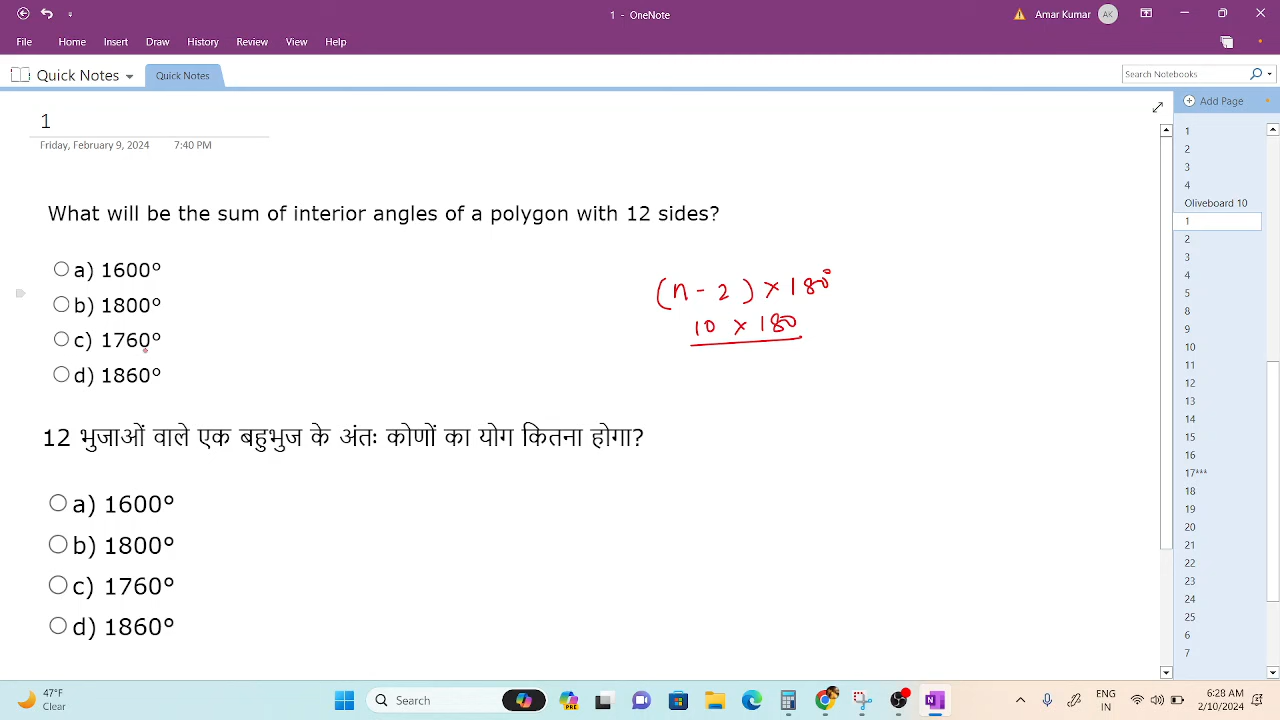 1 - OneNote
Amar Kumar AK
File Home Insert Draw History Review View Help
Quick Notes Quick Notes Search Notebooks
Add Page
1
Friday, February 9, 2024 7:40 PM
What will be the sum of interior angles of a polygon with 12 sides?
a) 1600°
b) 1800°
c) 1760°
d) 1860°
(n - 2) × 180°
10 × 180
12 भुजाओं वाले एक बहुभुज के अंतः कोणों का योग कितना होगा?
a) 1600°
b) 1800°
c) 1760°
d) 1860°
1
2
3
4
Oliveboard 10
1
2
3
4
5
8
9
10
11
12
13
15
16
17***
18
19
20
21
22
23
24
25
6
7
47°F
Clear
Search
PRE
ENG
IN
6:28 AM
2/10/2024